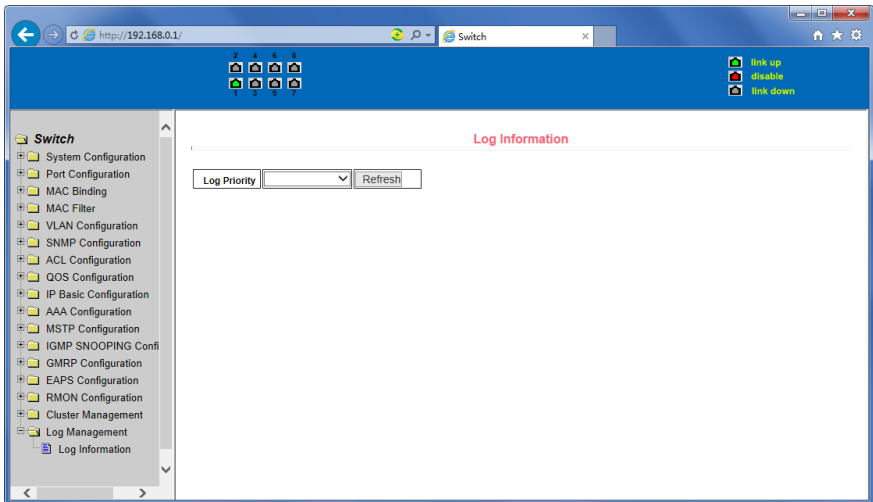 http://192.168.0.1/
Switch
2 4 6 8
1 3 5 7
link up
disable
link down
Switch
System Configuration
Port Configuration
MAC Binding
MAC Filter
VLAN Configuration
SNMP Configuration
ACL Configuration
QOS Configuration
IP Basic Configuration
AAA Configuration
MSTP Configuration
IGMP SNOOPING Confi
GMRP Configuration
EAPS Configuration
RMON Configuration
Cluster Management
Log Management
Log Information
Log Information
Log Priority
Refresh